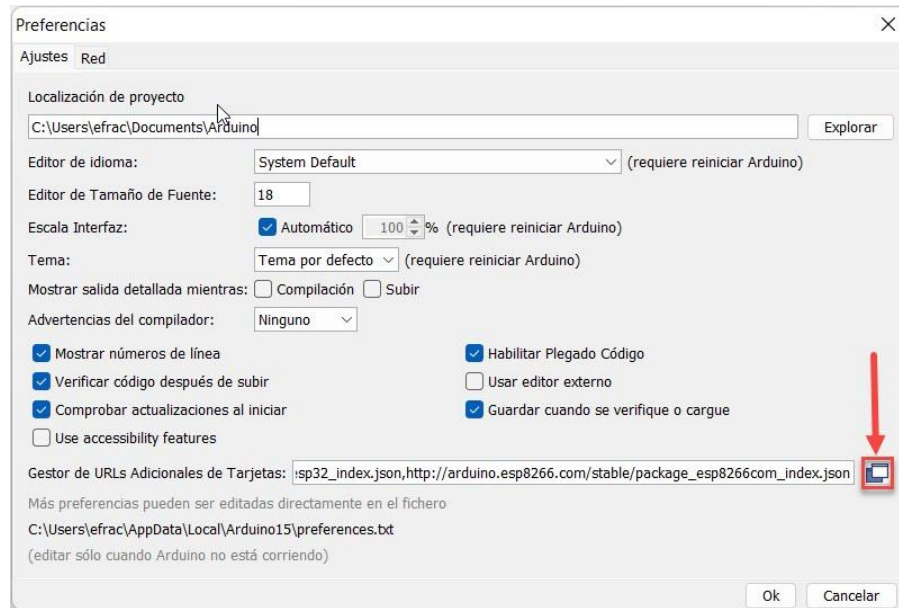 Preferencias
Ajustes Red
Localización de proyecto
C:\Users\efrac\Documents\Arduino Explorar
Editor de idioma: System Default (requiere reiniciar Arduino)
Editor de Tamaño de Fuente: 18
Escala Interfaz: Automático 100 % (requiere reiniciar Arduino)
Tema: Tema por defecto (requiere reiniciar Arduino)
Mostrar salida detallada mientras: Compilación Subir
Advertencias del compilador: Ninguno
Mostrar números de línea Habilitar Plegado Código
Verificar código después de subir Usar editor externo
Comprobar actualizaciones al iniciar Guardar cuando se verifique o cargue
Use accessibility features
Gestor de URLs Adicionales de Tarjetas: esp32_index.json,http://arduino.esp8266.com/stable/package_esp8266com_index.json
Más preferencias pueden ser editadas directamente en el fichero
C:\Users\efrac\AppData\Local\Arduino15\preferences.txt
(editar sólo cuando Arduino no está corriendo)
Ok Cancelar